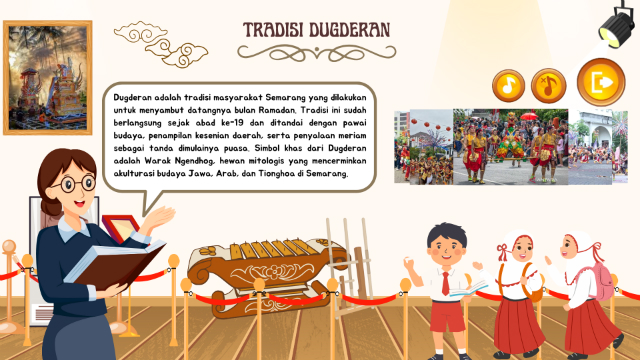 TRADISI DUGDERAN
Dugderan adalah tradisi masyarakat Semarang yang dilakukan
untuk menyambut datangnya bulan Ramadan. Tradisi ini sudah
berlangsung sejak abad ke-19 dan ditandai dengan pawai
budaya, penampilan kesenian daerah, serta penyalaan meriam
sebagai tanda dimulainya puasa. Simbol khas dari Dugderan
adalah Warak Ngendhog, hewan mitologis yang mencerminkan
akulturasi budaya Jawa, Arab, dan Tionghoa di Semarang.